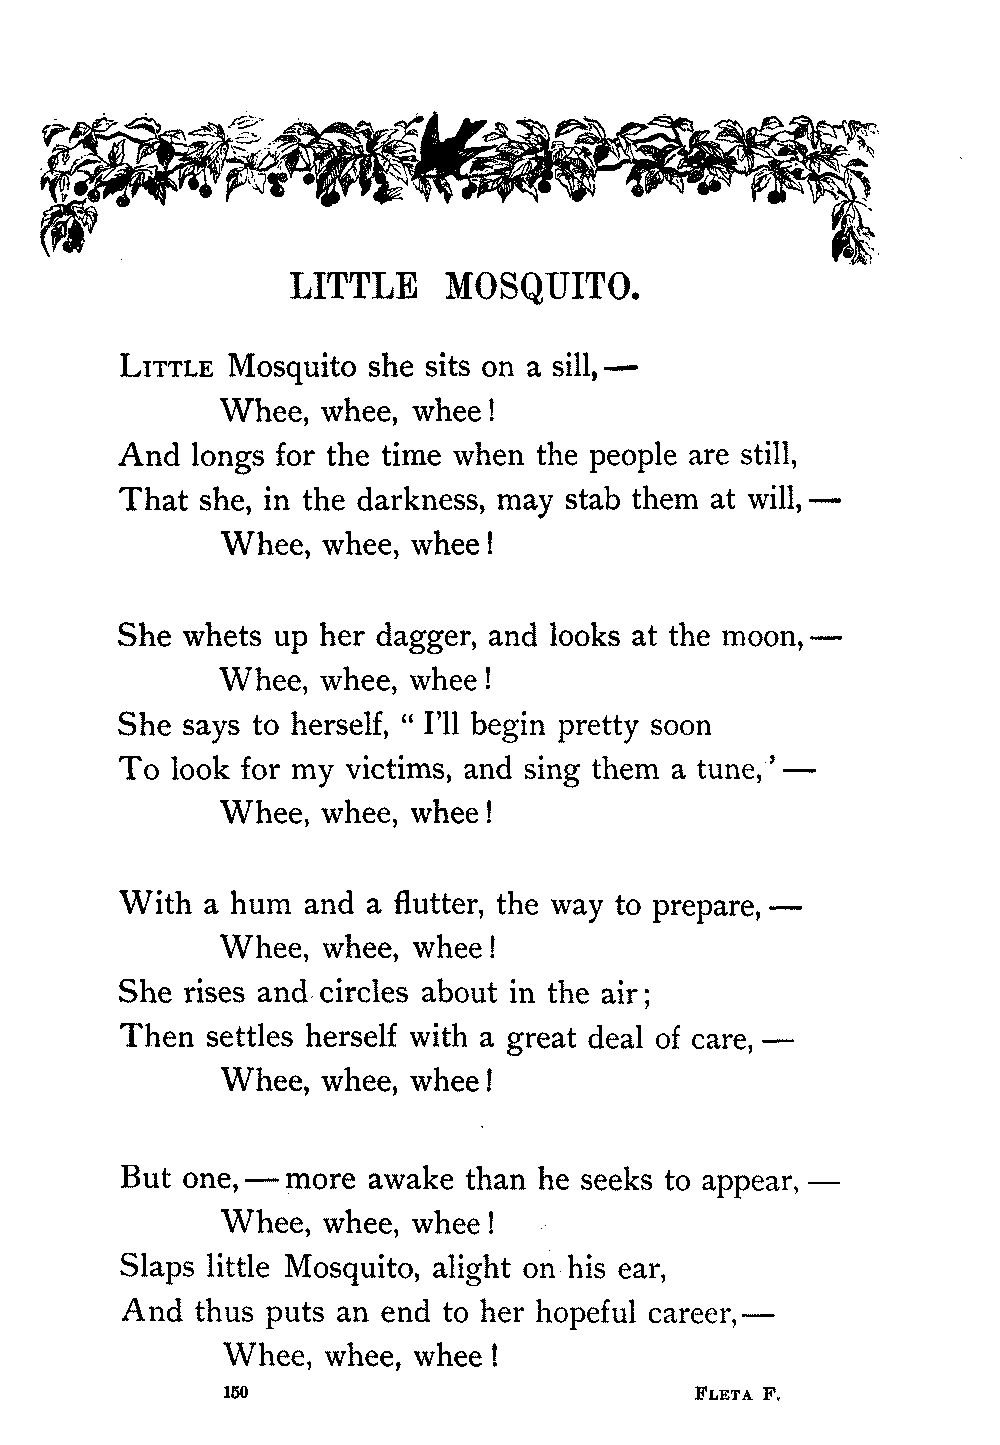 LITTLE MOSQUITO.
LITTLE Mosquito she sits on a sill,—
Whee, whee, whee!
And longs for the time when the people are still,
That she, in the darkness, may stab them at will,—
Whee, whee, whee!
She whets up her dagger, and looks at the moon,—
Whee, whee, whee!
She says to herself, “ I’ll begin pretty soon
To look for my victims, and sing them a tune,’—
Whee, whee, whee!
With a hum and a flutter, the way to prepare,—
Whee, whee, whee!
She rises and circles about in the air;
Then settles herself with a great deal of care,—
Whee, whee, whee!
But one,—more awake than he seeks to appear,—
Whee, whee, whee!
Slaps little Mosquito, alight on his ear,
And thus puts an end to her hopeful career,—
Whee, whee, whee!
150 FLETA F.